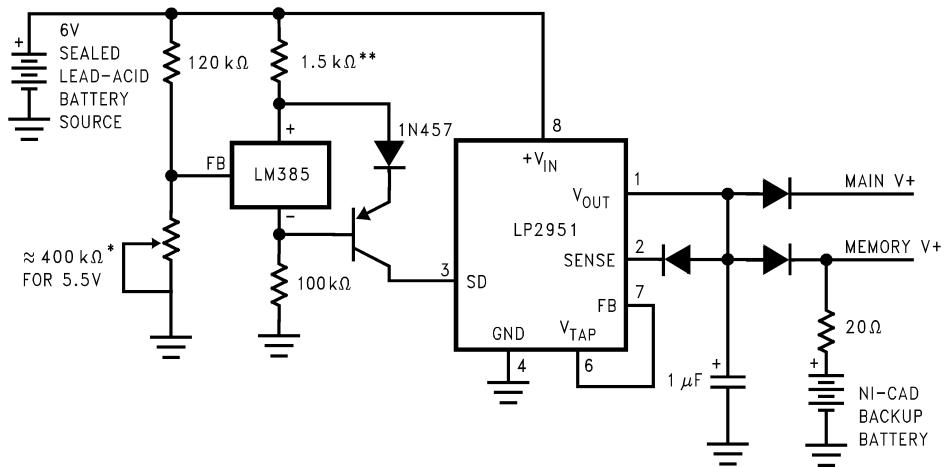 6V
SEALED
LEAD-ACID
BATTERY
SOURCE
+
120 kΩ
1.5 kΩ**
1N457
FB
+
LM385
−
≈ 400 kΩ*
FOR 5.5V
100kΩ
8
+VIN
1
VOUT
MAIN V+
LP2951
2
SENSE
MEMORY V+
3
SD
7
FB
GND
VTAP
4
6
20Ω
+
1 μF
+
NI-CAD
BACKUP
BATTERY